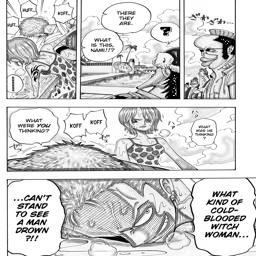 ?
THERE
THEY
ARE.
WHAT
IS THIS,
NAMI!!?
HUFF...
HUFF...
WHAT
WAS HE
THINKING?
KOFF
KOFF
WHAT
WERE YOU
THINKING?
WHAT
KIND OF
COLD-
BLOODED
WITCH
WOMAN...
...CAN'T
STAND
TO SEE
A MAN
DROWN
?!!